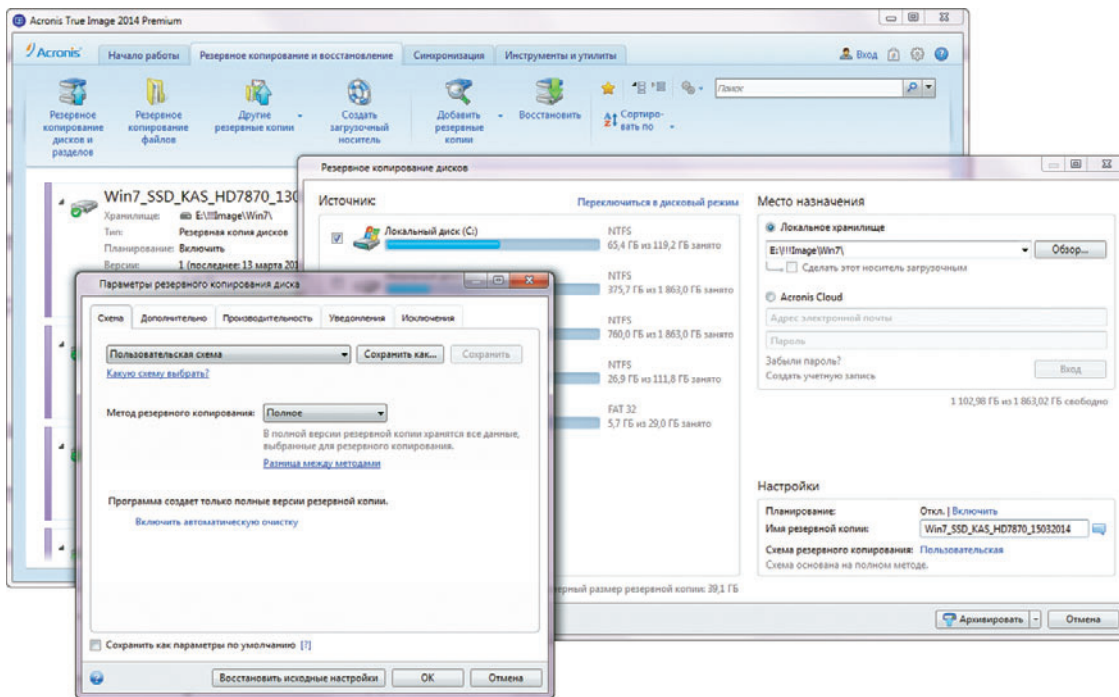 Acronis True Image 2014 Premium
Acronis
Начало работы
Резервное копирование и восстановление
Синхронизация
Инструменты и утилиты
Вход
Резервное копирование дисков и разделов
Резервное копирование файлов
Другие резервные копии
Создать загрузочный носитель
Добавить резервные копии
Восстановить
Сортиро-
вать по
Поиск
Win7_SSD_KAS_HD7870_130
Хранилище: E:\!!!Image\Win7\
Тип: Резервная копия дисков
Планирование: Включить
Версии: 1 (последнее: 13 марта 201
Резервное копирование дисков
Источник:
Переключиться в дисковый режим
Локальный диск (C:)
NTFS
65,4 ГБ из 119,2 ГБ занято
NTFS
375,7 ГБ из 1 863,0 ГБ занято
NTFS
760,0 ГБ из 1 863,0 ГБ занято
NTFS
26,9 ГБ из 111,8 ГБ занято
FAT 32
5,7 ГБ из 29,0 ГБ занято
Место назначения
Локальное хранилище
E:\!!!Image\Win7\
Обзор...
Сделать этот носитель загрузочным
Acronis Cloud
Адрес электронной почты
Пароль
Забыли пароль?
Создать учетную запись
Вход
1 102,98 ГБ из 1 863,02 ГБ свободно
Настройки
Планирование: Откл. | Включить
Имя резервной копии: Win7_SSD_KAS_HD7870_15032014
Схема резервного копирования: Пользовательская
Схема основана на полном методе.
ерный размер резервной копии: 39,1 ГБ
Архивировать
Отмена
Параметры резервного копирования диска
Схема
Дополнительно
Производительность
Уведомления
Исключения
Пользовательская схема
Сохранить как...
Сохранить
Какую схему выбрать?
Метод резервного копирования: Полное
В полной версии резервной копии хранятся все данные,
выбранные для резервного копирования.
Разница между методами
Программа создает только полные версии резервной копии.
Включить автоматическую очистку
Сохранить как параметры по умолчанию [?]
Восстановить исходные настройки
ОК
Отмена